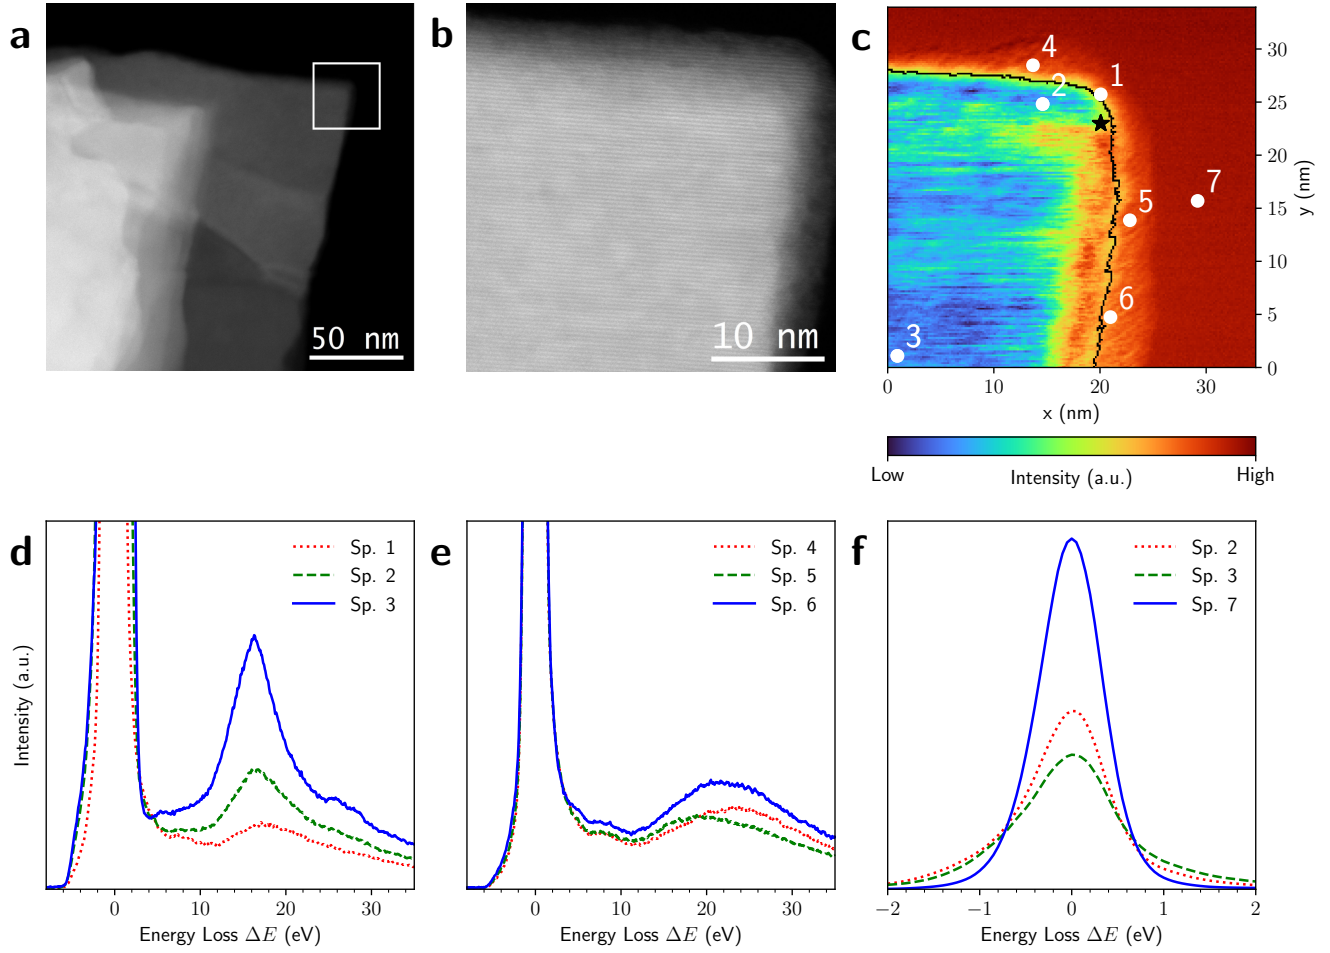 a
50 nm
b
10 nm
c
4
1
2
5
7
6
3
0
5
10
15
20
25
30
y (nm)
0
10
20
30
x (nm)
Low
Intensity (a.u.)
High
d
Sp. 1
Sp. 2
Sp. 3
Intensity (a.u.)
0
10
20
30
Energy Loss ΔE (eV)
e
Sp. 4
Sp. 5
Sp. 6
0
10
20
30
Energy Loss ΔE (eV)
f
Sp. 2
Sp. 3
Sp. 7
−2
−1
0
1
2
Energy Loss ΔE (eV)